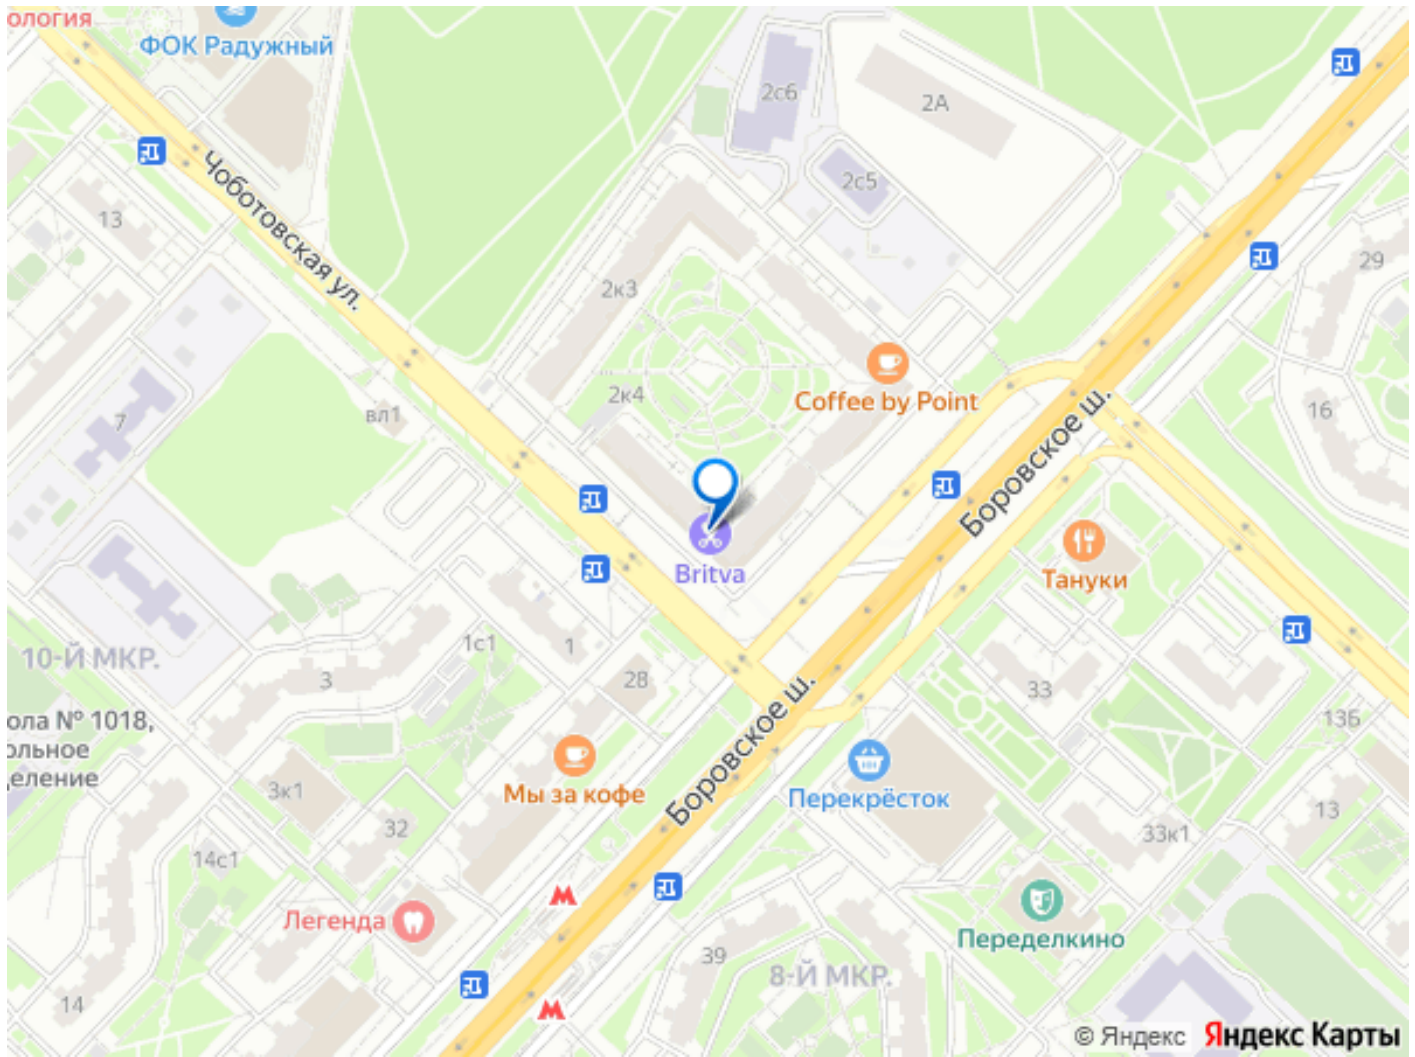 ология
ФОК Радужный
2с6
2А
2с5
Чоботовская ул.
13
29
2к3
2к4
Coffee by Point
вл1
7
16
Боровское ш.
Britva
Тануки
10-Й МКР.
1с1
1
3
28
33
ола № 1018,
ольное
деление
Боровское ш.
13Б
Мы за кофе
Перекрёсток
3к1
32
13
33к1
14с1
Легенда
Переделкино
39
8-Й МКР.
14
© Яндекс Яндекс Карты